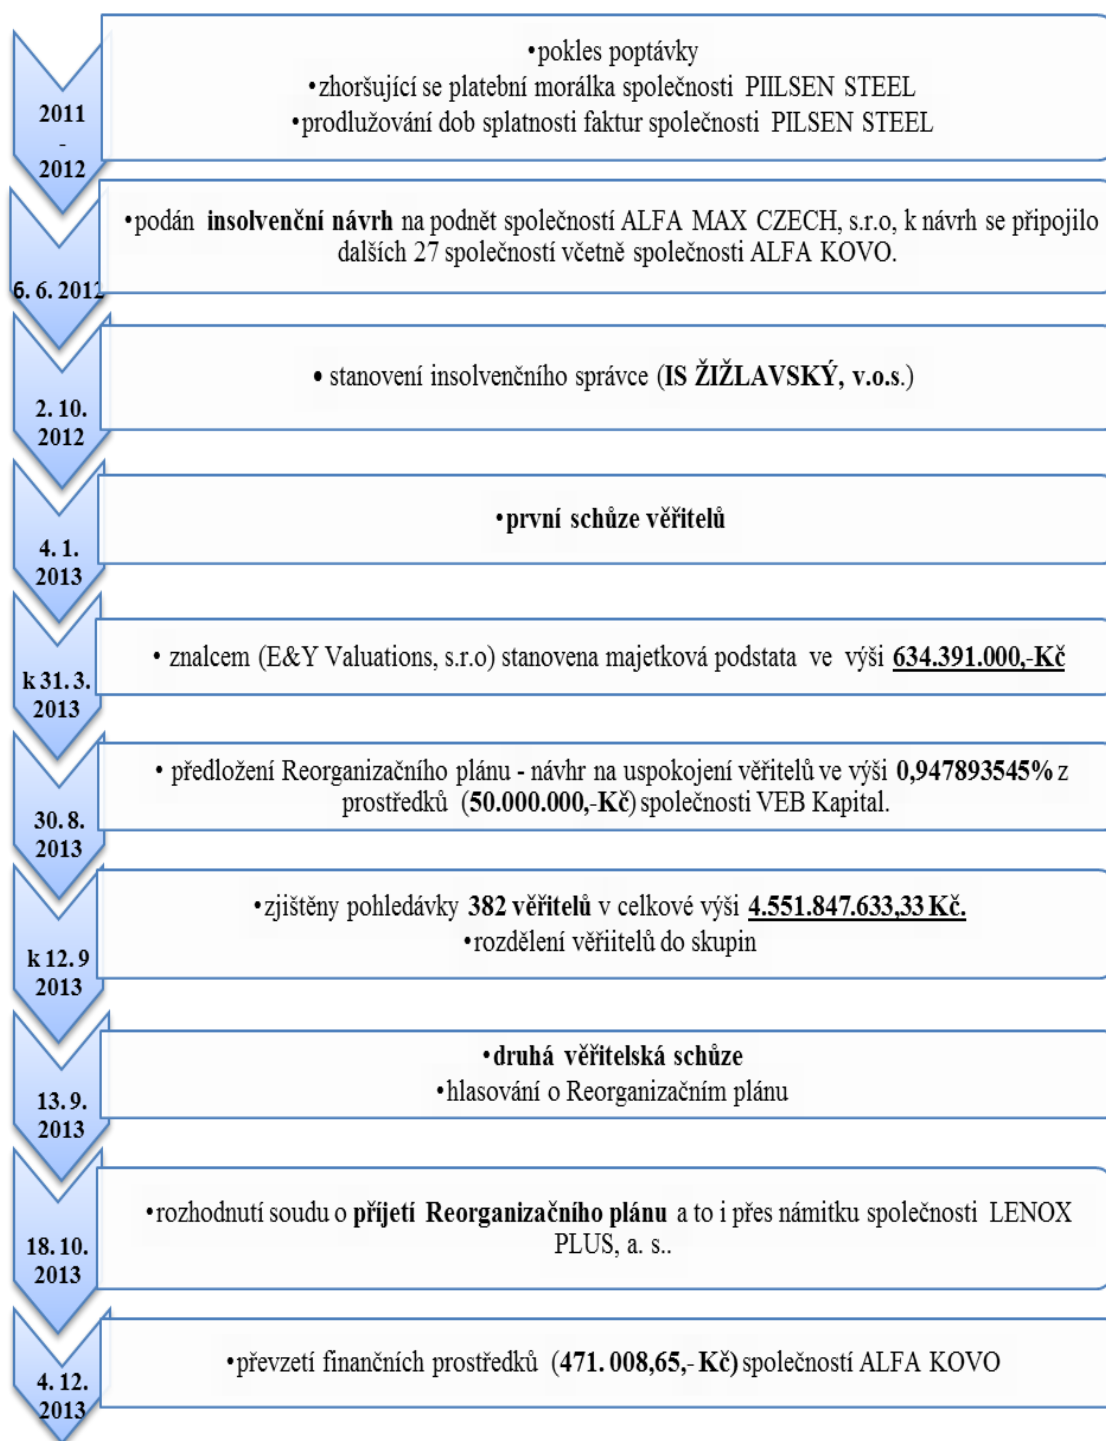 2011
-
2012
•pokles poptávky
•zhoršující se platební morálka společnosti PIILSEN STEEL
•prodlužování dob splatnosti faktur společnosti PILSEN STEEL
6. 6. 2012
•podán insolvenční návrh na podnět společností ALFA MAX CZECH, s.r.o, k návrh se připojilo
dalších 27 společností včetně společnosti ALFA KOVO.
2. 10.
2012
• stanovení insolvenčního správce (IS ŽIŽLAVSKÝ, v.o.s.)
4. 1.
2013
•první schůze věřitelů
k 31. 3.
2013
• znalcem (E&Y Valuations, s.r.o) stanovena majetková podstata ve výši 634.391.000,-Kč
30. 8.
2013
• předložení Reorganizačního plánu - návhr na uspokojení věřitelů ve výši 0,947893545% z
prostředků (50.000.000,-Kč) společnosti VEB Kapital.
k 12. 9
2013
•zjištěny pohledávky 382 věřitelů v celkové výši 4.551.847.633,33 Kč.
•rozdělení věřiitelů do skupin
13. 9.
2013
•druhá věřitelská schůze
•hlasování o Reorganizačním plánu
18. 10.
2013
•rozhodnutí soudu o příjetí Reorganizačního plánu a to i přes námitku společnosti LENOX
PLUS, a. s..
4. 12.
2013
•převzetí finančních prostředků (471. 008,65,- Kč) společností ALFA KOVO